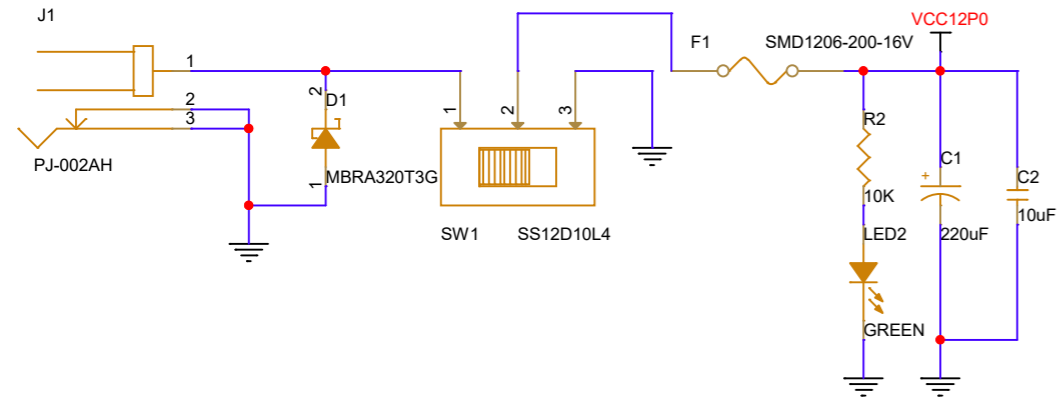 J1
1
2
3
PJ-002AH
2
D1
1
MBRA320T3G
1
2
3
SW1
SS12D10L4
F1
SMD1206-200-16V
VCC12P0
R2
10K
LED2
GREEN
+
C1
220uF
C2
10uF